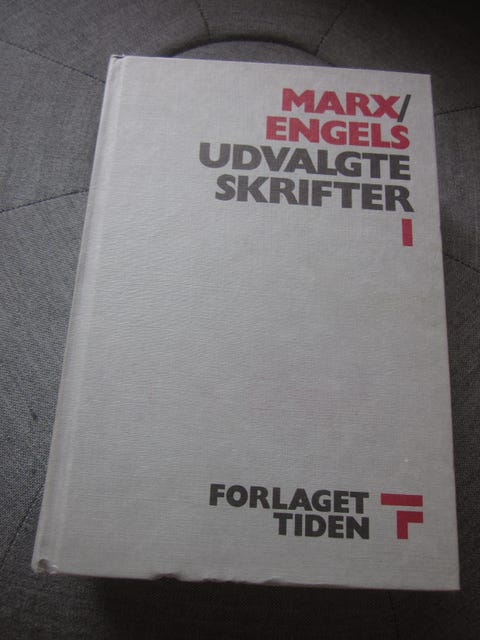 MARX/
ENGELS
UDVALGTE
SKRIFTER
I
FORLAGET
TIDEN